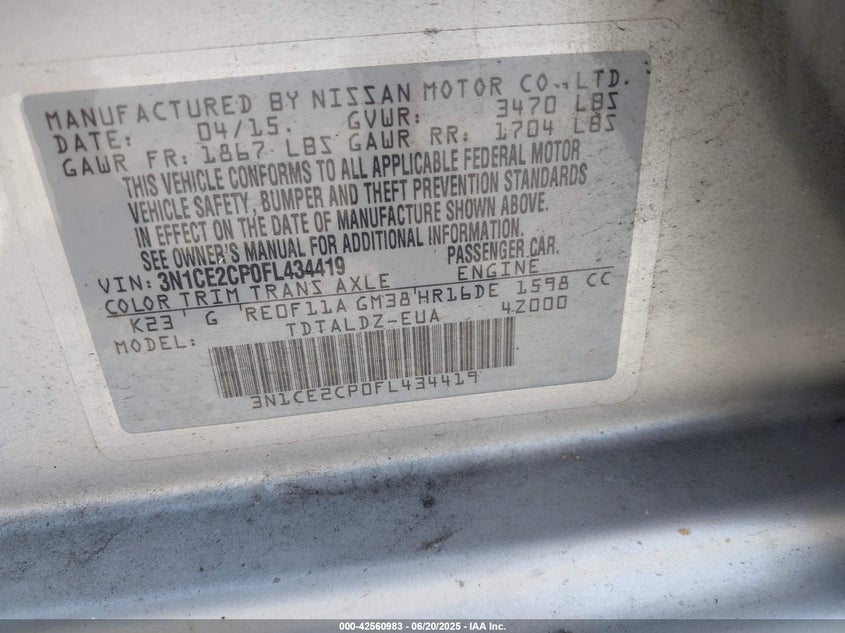 MANUFACTURED BY NISSAN MOTOR CO., LTD.
DATE: 04/15. GVWR: 3470 LBS
GAWR FR: 1867 LBS GAWR RR: 1704 LBS
THIS VEHICLE CONFORMS TO ALL APPLICABLE FEDERAL MOTOR
VEHICLE SAFETY, BUMPER AND THEFT PREVENTION STANDARDS
IN EFFECT ON THE DATE OF MANUFACTURE SHOWN ABOVE.
SEE OWNER'S MANUAL FOR ADDITIONAL INFORMATION.
VIN: 3N1CE2CP0FL434419 PASSENGER CAR.
COLOR TRIM TRANS AXLE ENGINE
K23 G RE0F11A GM38 HR16DE 1598 CC
MODEL: TDTALDZ-EUA 4Z000
3N1CE2CP0FL434419
000-42560983 / 06/20/2025 - IAA Inc.